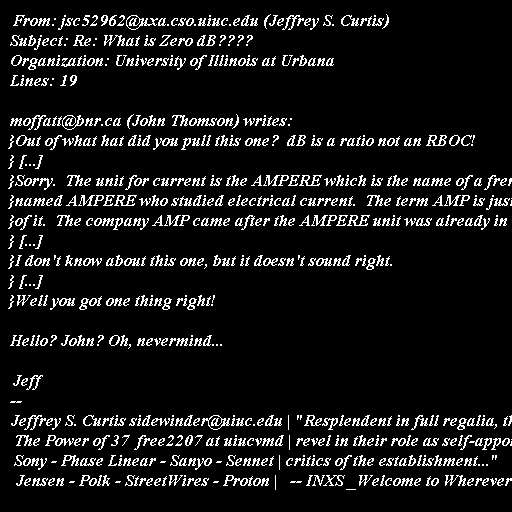 From: jsc52962@uxa.cso.uiuc.edu (Jeffrey S. Curtis)
Subject: Re: What is Zero dB????
Organization: University of Illinois at Urbana
Lines: 19

moffatt@bnr.ca (John Thomson) writes:
}Out of what hat did you pull this one?  dB is a ratio not an RBOC!
} [...]
}Sorry.  The unit for current is the AMPERE which is the name of a
}named AMPERE who studied electrical current.  The term AMP is
}of it.  The company AMP came after the AMPERE unit was already in
} [...]
}I don't know about this one, but it doesn't sound right.
} [...]
}Well you got one thing right!

Hello? John? Oh, nevermind...

Jeff
--
Jeffrey S. Curtis sidewinder@uiuc.edu | "Resplendent in full regalia,
The Power of 37  free2207 at uiucvmd | revel in their role as
Sony - Phase Linear - Sanyo - Sennet | critics of the establishment..."
Jensen - Polk - StreetWires - Proton |   -- INXS_Welcome to Wherever